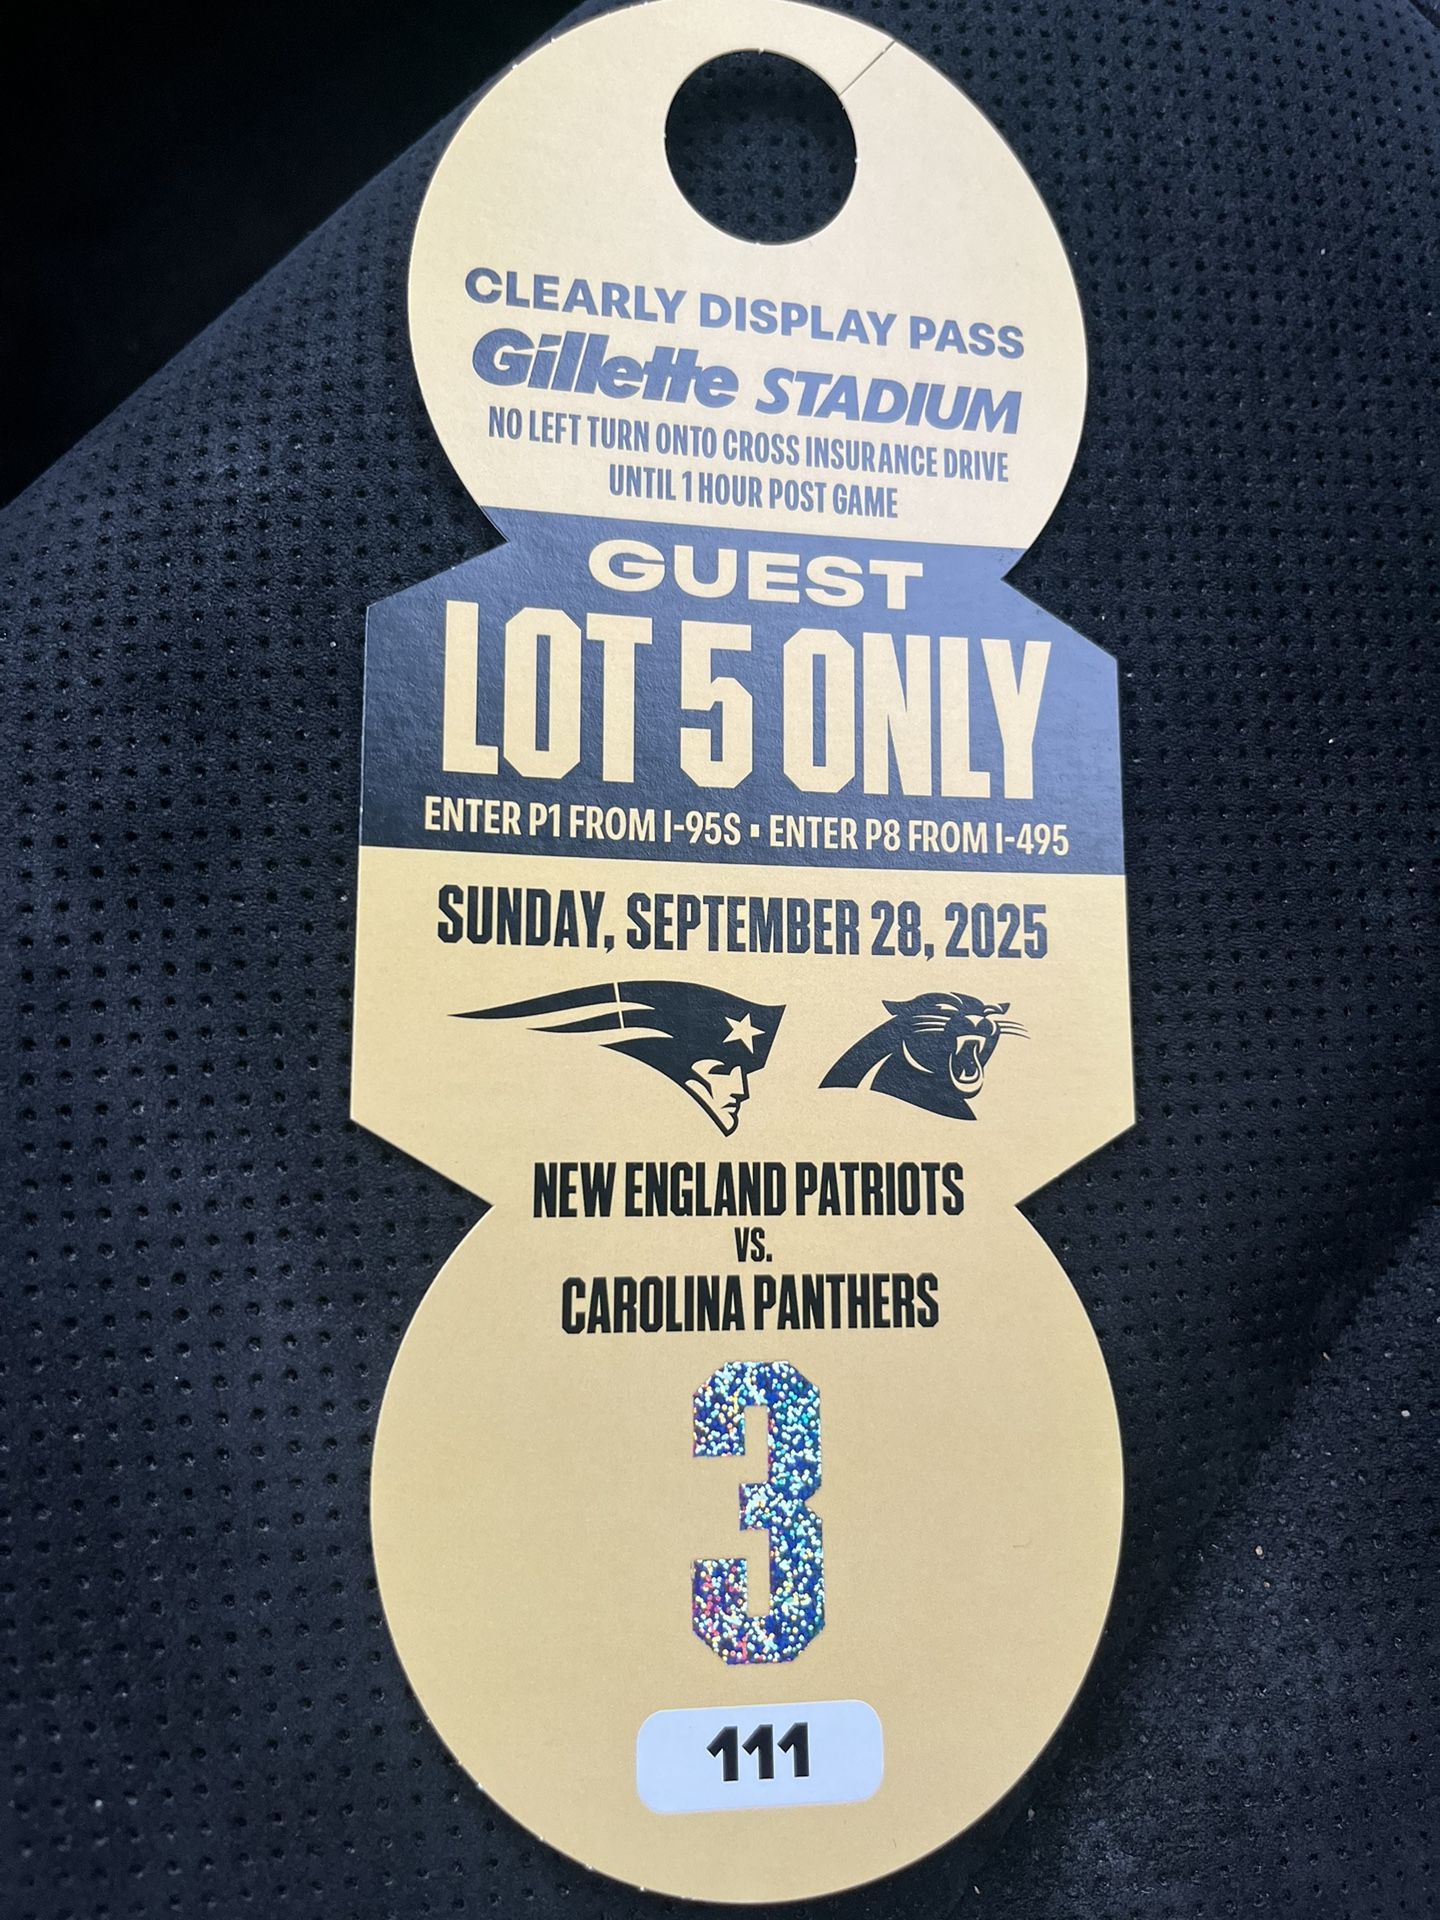 CLEARLY DISPLAY PASS
Gillette STADIUM
NO LEFT TURN ONTO CROSS INSURANCE DRIVE
UNTIL 1 HOUR POST GAME
GUEST
LOT 5 ONLY
ENTER P1 FROM I-95S ▪ ENTER P8 FROM I-495
SUNDAY, SEPTEMBER 28, 2025
NEW ENGLAND PATRIOTS
VS.
CAROLINA PANTHERS
3
111